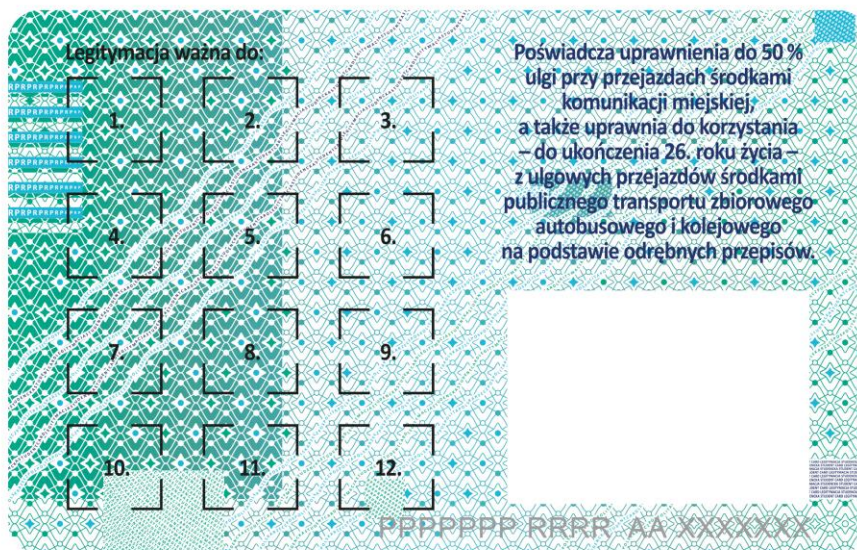 Legitymacja ważna do:
1.
2.
3.
4.
5.
6.
7.
8.
9.
10.
11.
12.
Poświadcza uprawnienia do 50 %
ulgi przy przejazdach środkami
komunikacji miejskiej,
a także uprawnia do korzystania
– do ukończenia 26. roku życia –
z ulgowych przejazdów środkami
publicznego transportu zbiorowego
autobusowego i kolejowego
na podstawie odrębnych przepisów.
PPPPPPP RRRR AA XXXXXXX